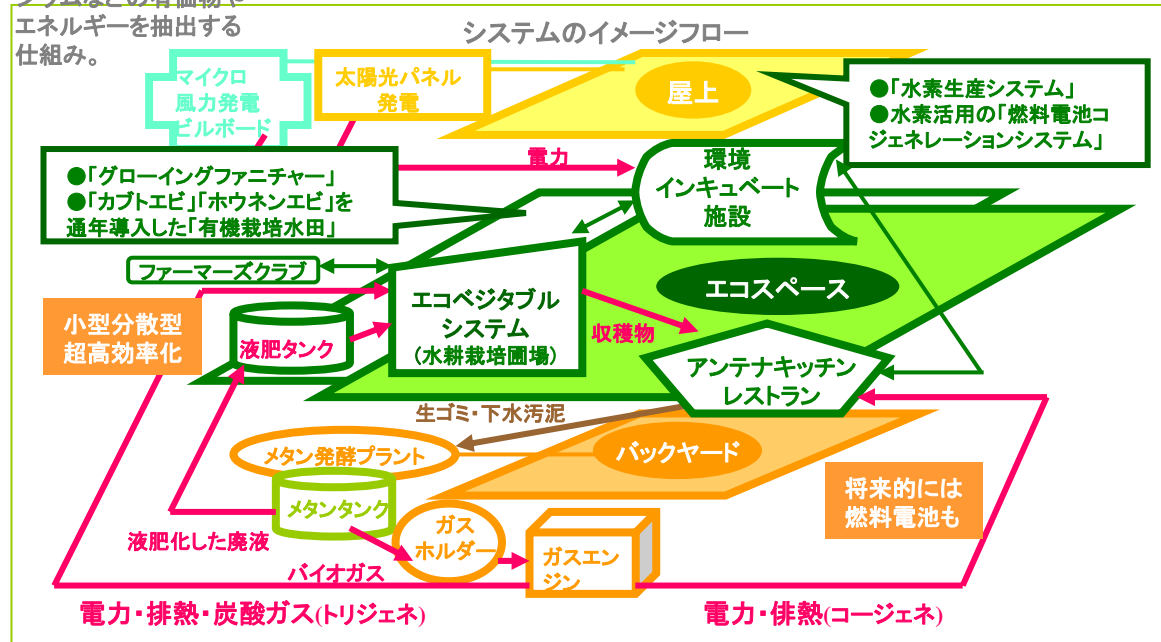 エネルギーを抽出する
仕組み。
システムのイメージフロー
マイクロ
風力発電
ビルボード
太陽光パネル
発電
屋上
●「水素生産システム」
●水素活用の「燃料電池コ
ジェネレーションシステム」
電力
環境
インキュベート
施設
●「グローイングファニチャー」
●「カブトエビ」「ホウネンエビ」を
通年導入した「有機栽培水田」
ファーマーズクラブ
エコスペース
小型分散型
超高効率化
液肥タンク
エコベジタブル
システム
(水耕栽培圃場)
収穫物
アンテナキッチン
レストラン
生ゴミ・下水汚泥
メタン発酵プラント
バックヤード
メタンタンク
将来的には
燃料電池も
液肥化した廃液
ガス
ホルダー
バイオガス
ガスエン
ジン
電力・排熱・炭酸ガス(トリジェネ)
電力・俳熱(コージェネ)